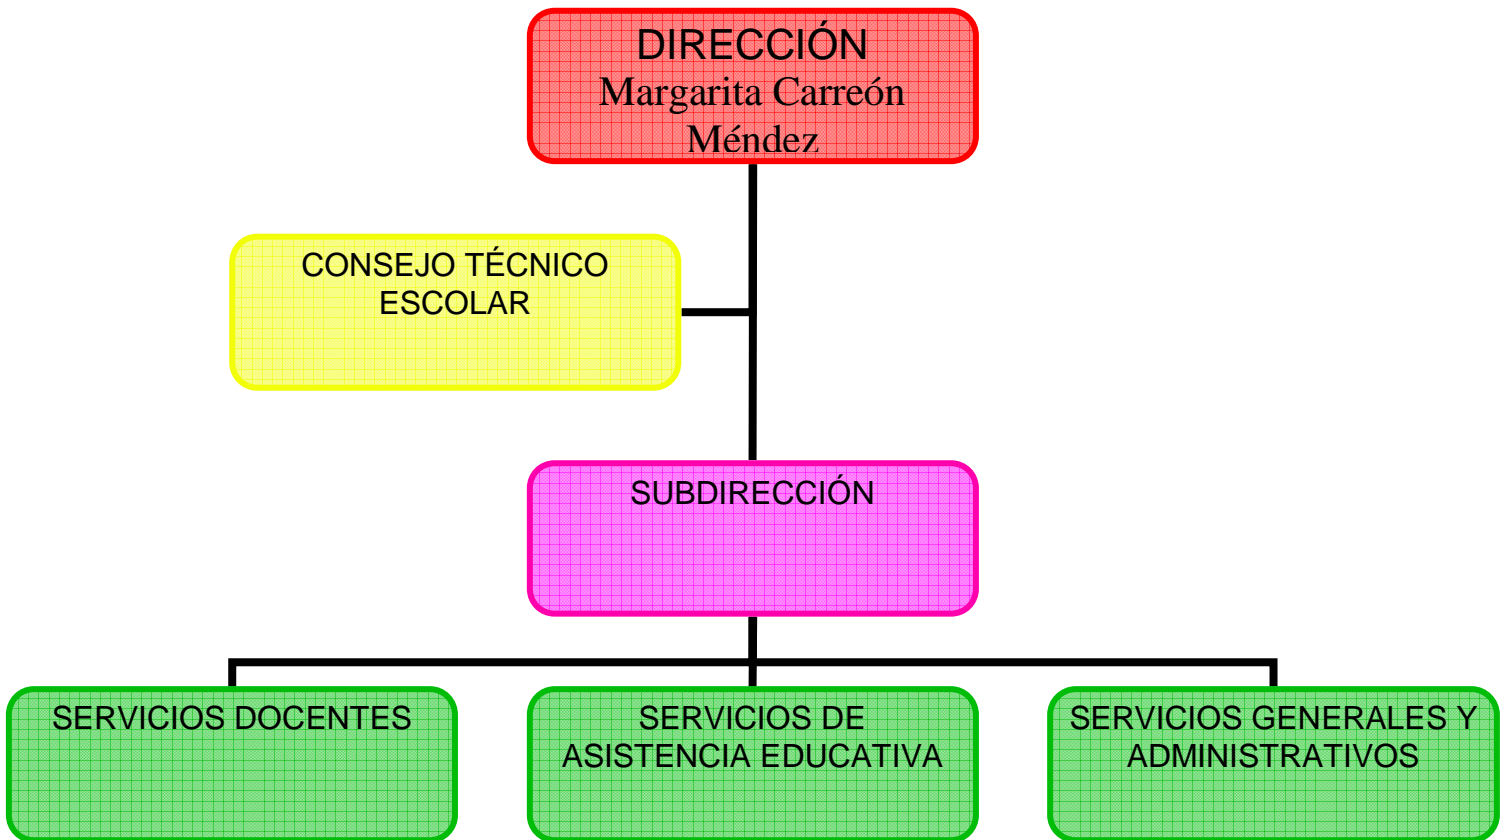 DIRECCIÓN
Margarita Carreón
Méndez
CONSEJO TÉCNICO
ESCOLAR
SUBDIRECCIÓN
SERVICIOS DOCENTES
SERVICIOS DE
ASISTENCIA EDUCATIVA
SERVICIOS GENERALES Y
ADMINISTRATIVOS